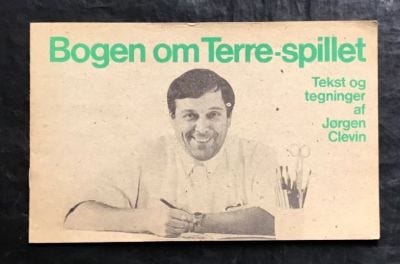 Bogen om Terre-spillet
Tekst og
tegninger
af
Jørgen
Clevin